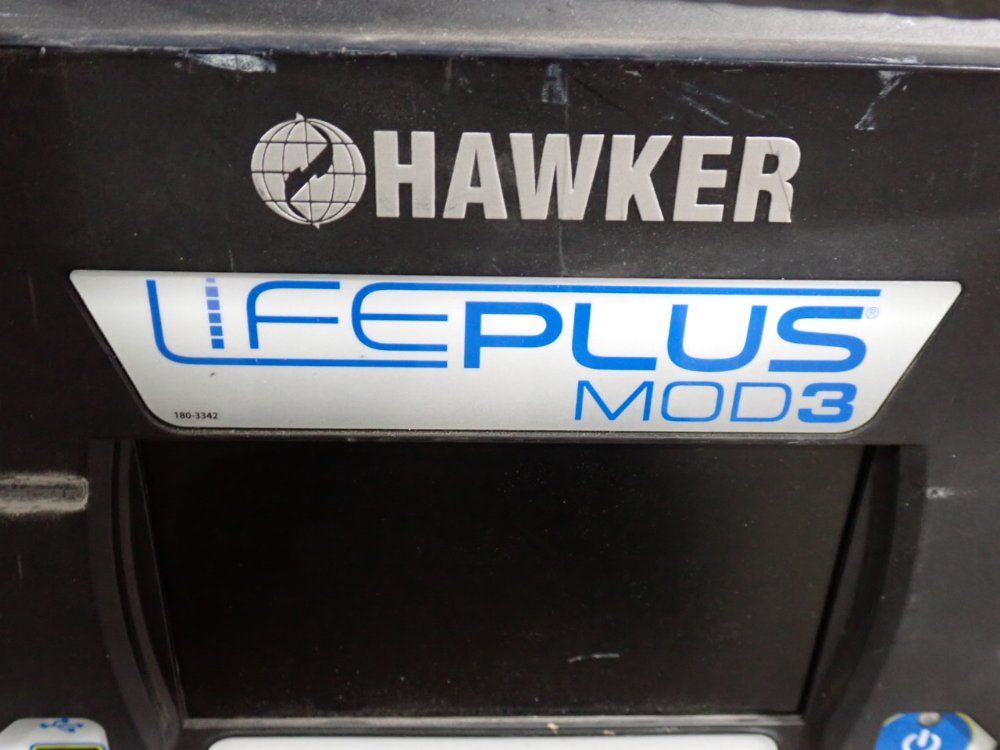 HAWKER
LIFEPLUS®
MOD3
180-3342